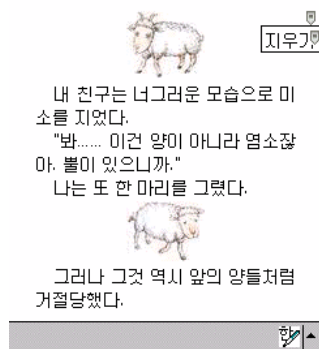 지우기
내 친구는 너그러운 모습으로 미
소를 지었다.
"봐...... 이건 양이 아니라 염소잖
아. 뿔이 있으니까."
나는 또 한 마리를 그렸다.
그러나 그것 역시 앞의 양들처럼
거절당했다.
한